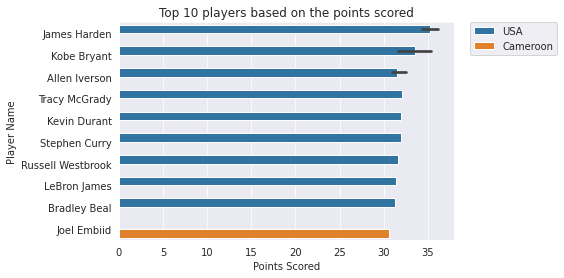 Top 10 players based on the points scored
USA
Cameroon
Player Name
James Harden
Kobe Bryant
Allen Iverson
Tracy McGrady
Kevin Durant
Stephen Curry
Russell Westbrook
LeBron James
Bradley Beal
Joel Embiid
0 5 10 15 20 25 30 35
Points Scored